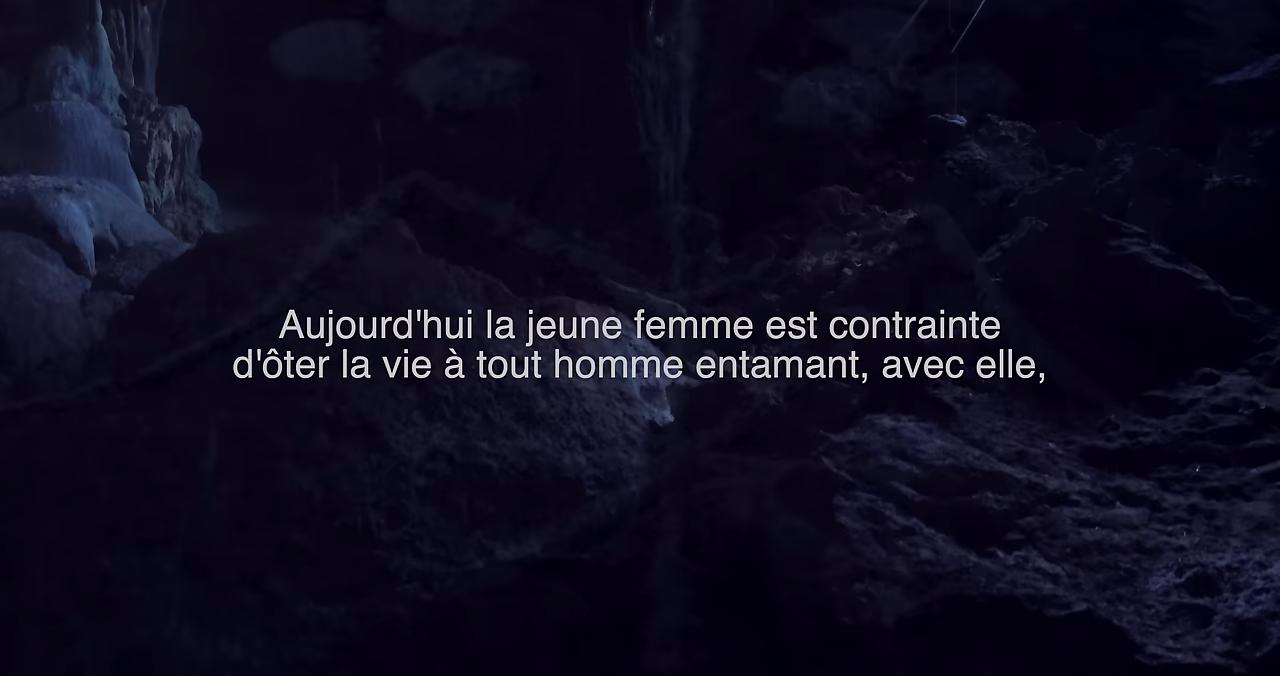 Aujourd'hui la jeune femme est contrainte
d'ôter la vie à tout homme entamant, avec elle,